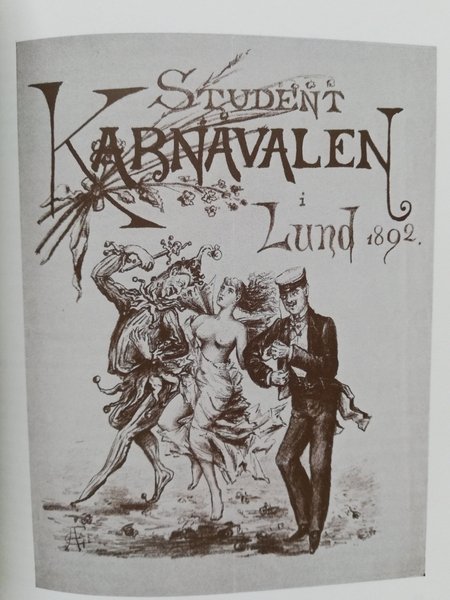 STUDENT
KARNAVALEN
i
LUND 1892.